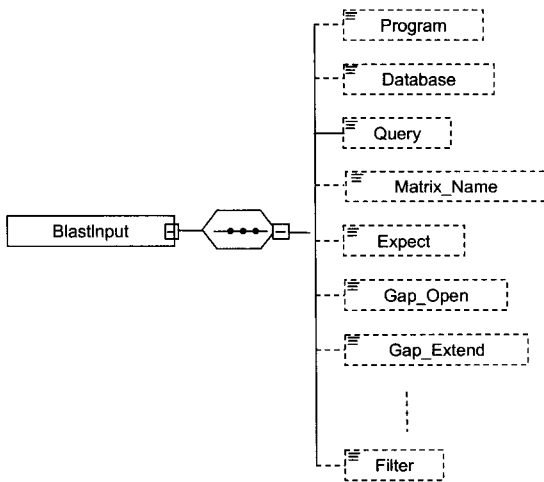 Program
Database
Query
Matrix_Name
BlastInput
Expect
Gap_Open
Gap_Extend
Filter